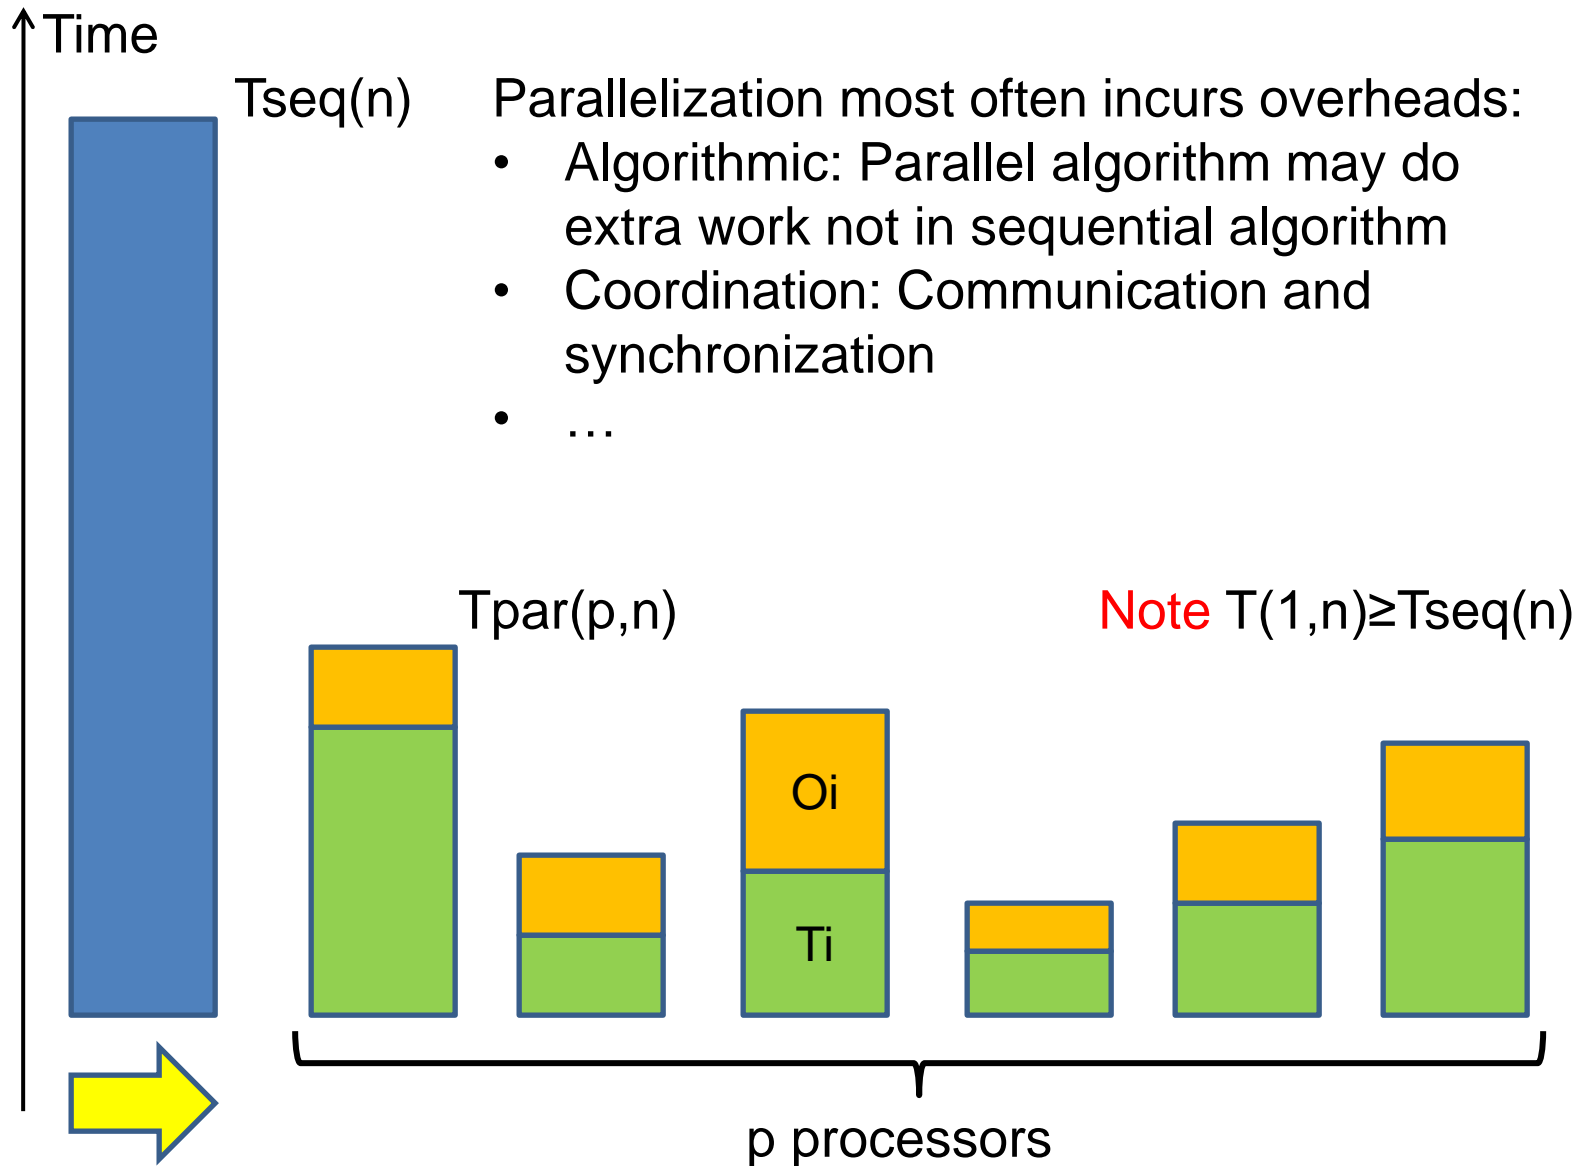 Time
Tseq(n)
Parallelization most often incurs overheads:
• Algorithmic: Parallel algorithm may do
extra work not in sequential algorithm
• Coordination: Communication and
synchronization
• …
Tpar(p,n)
Note T(1,n)≥Tseq(n)
Oi
Ti
p processors